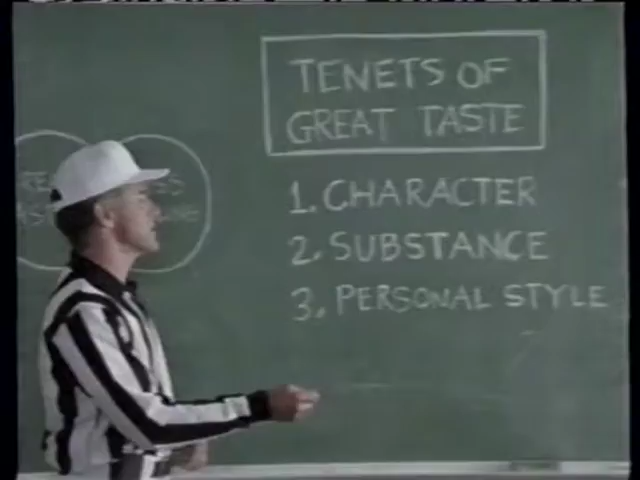 TENETS OF
GREAT TASTE
1. CHARACTER
2. SUBSTANCE
3. PERSONAL STYLE